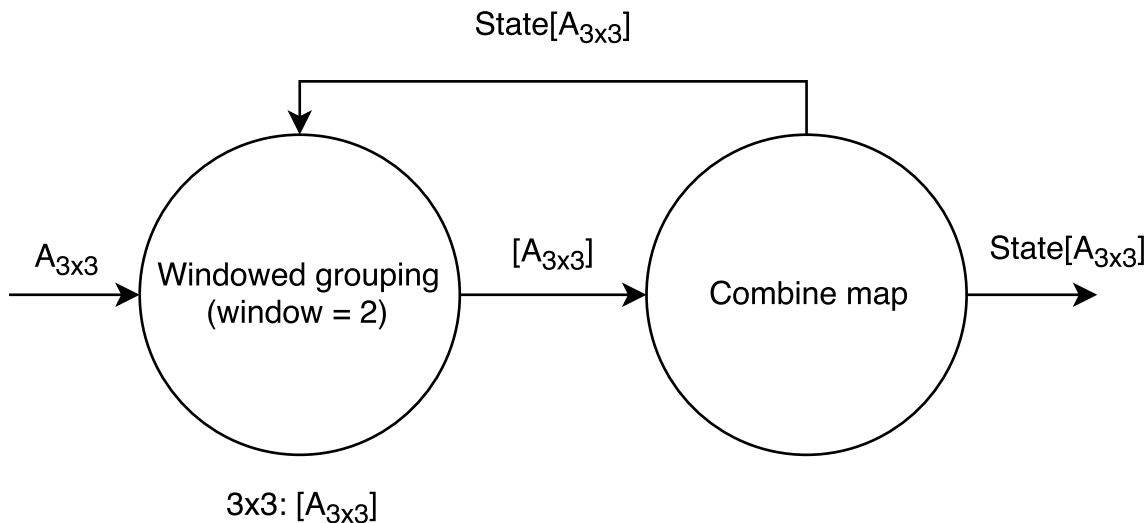 State[A3x3]
A3x3
Windowed grouping
(window = 2)
[A3x3]
Combine map
State[A3x3]
3x3: [A3x3]